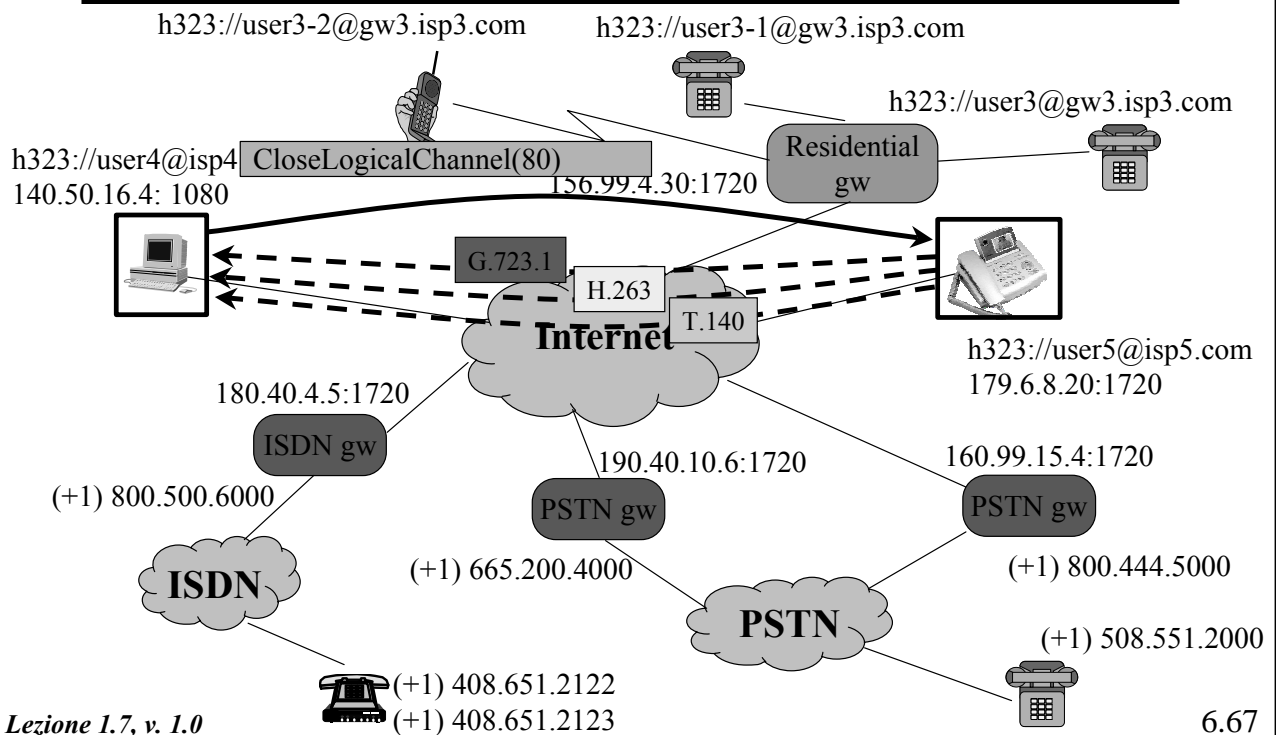 h323://user3-2@gw3.isp3.com
h323://user3-1@gw3.isp3.com
h323://user3@gw3.isp3.com
Residential
gw
h323://user4@isp4
CloseLogicalChannel(80)
140.50.16.4: 1080
156.99.4.30:1720
G.723.1
H.263
T.140
Internet
h323://user5@isp5.com
179.6.8.20:1720
180.40.4.5:1720
ISDN gw
190.40.10.6:1720
160.99.15.4:1720
(+1) 800.500.6000
PSTN gw
PSTN gw
(+1) 665.200.4000
(+1) 800.444.5000
ISDN
PSTN
(+1) 508.551.2000
(+1) 408.651.2122
(+1) 408.651.2123
Lezione 1.7, v. 1.0
6.67